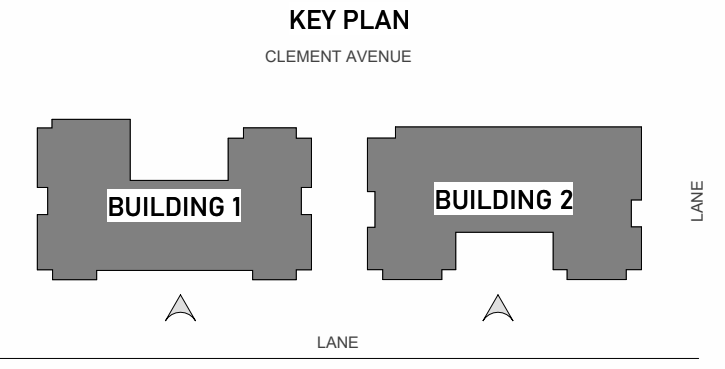 KEY PLAN
CLEMENT AVENUE
BUILDING 1
BUILDING 2
LANE
LANE